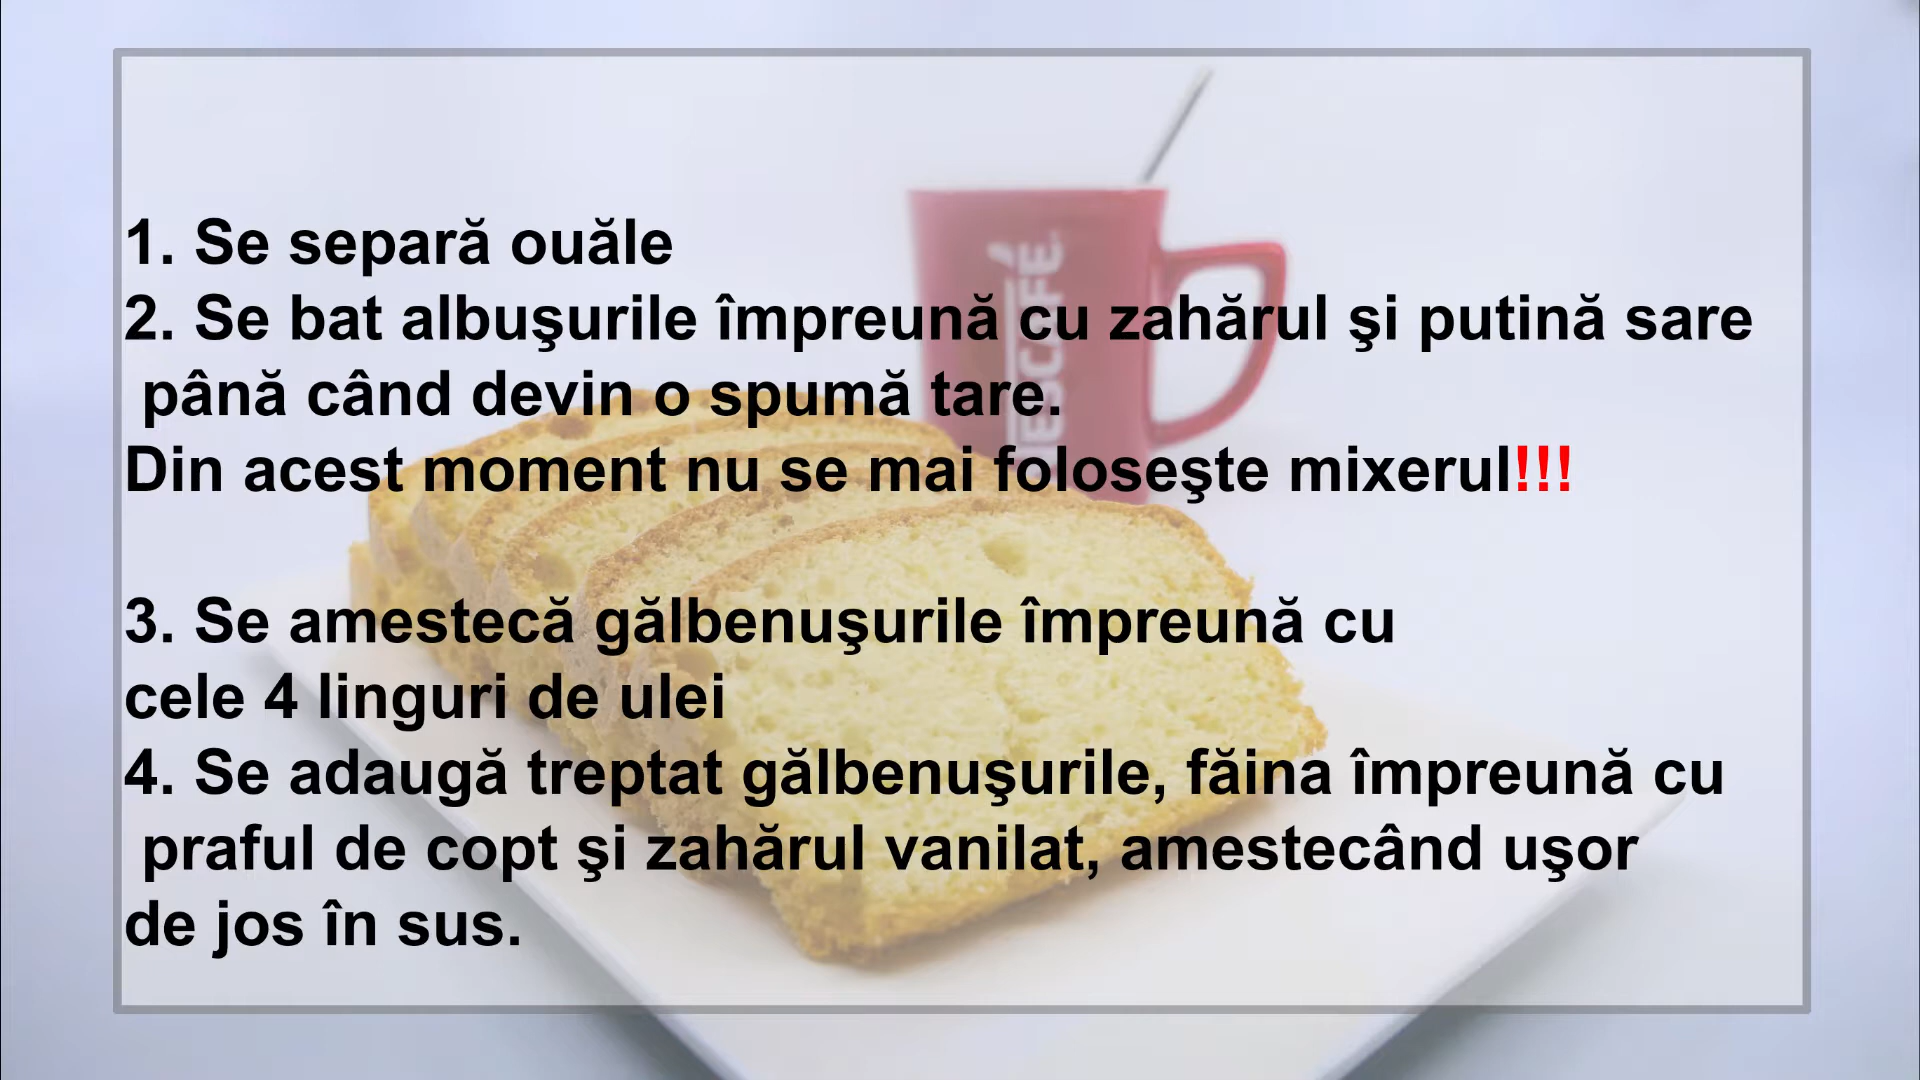 1. Se separă ouăle
2. Se bat albuşurile împreună cu zahărul şi putină sare
până când devin o spumă tare.
Din acest moment nu se mai foloseşte mixerul!!!
3. Se amestecă gălbenuşurile împreună cu
cele 4 linguri de ulei
4. Se adaugă treptat gălbenuşurile, făina împreună cu
praful de copt şi zahărul vanilat, amestecând uşor
de jos în sus.
NESCAFÉ